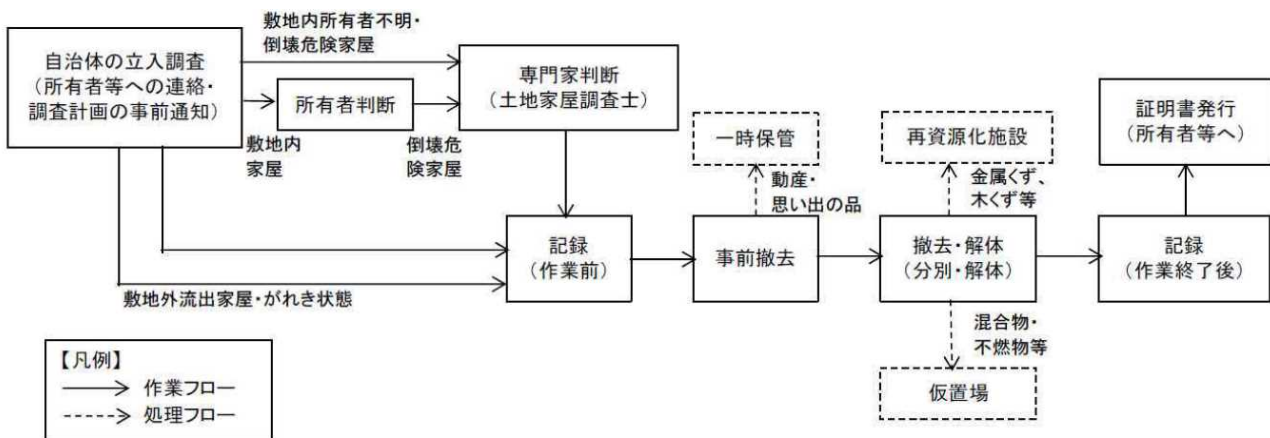 敷地内所有者不明・
倒壊危険家屋
自治体の立入調査
（所有者等への連絡・
調査計画の事前通知）
所有者判断
敷地内
家屋
倒壊危
険家屋
専門家判断
（土地家屋調査士）
一時保管
動産・
思い出の品
再資源化施設
金属くず、
木くず等
証明書発行
（所有者等へ）
記録
（作業前）
事前撤去
撤去・解体
（分別・解体）
記録
（作業終了後）
敷地外流出家屋・がれき状態
混合物・
不燃物等
仮置場
【凡例】
作業フロー
処理フロー